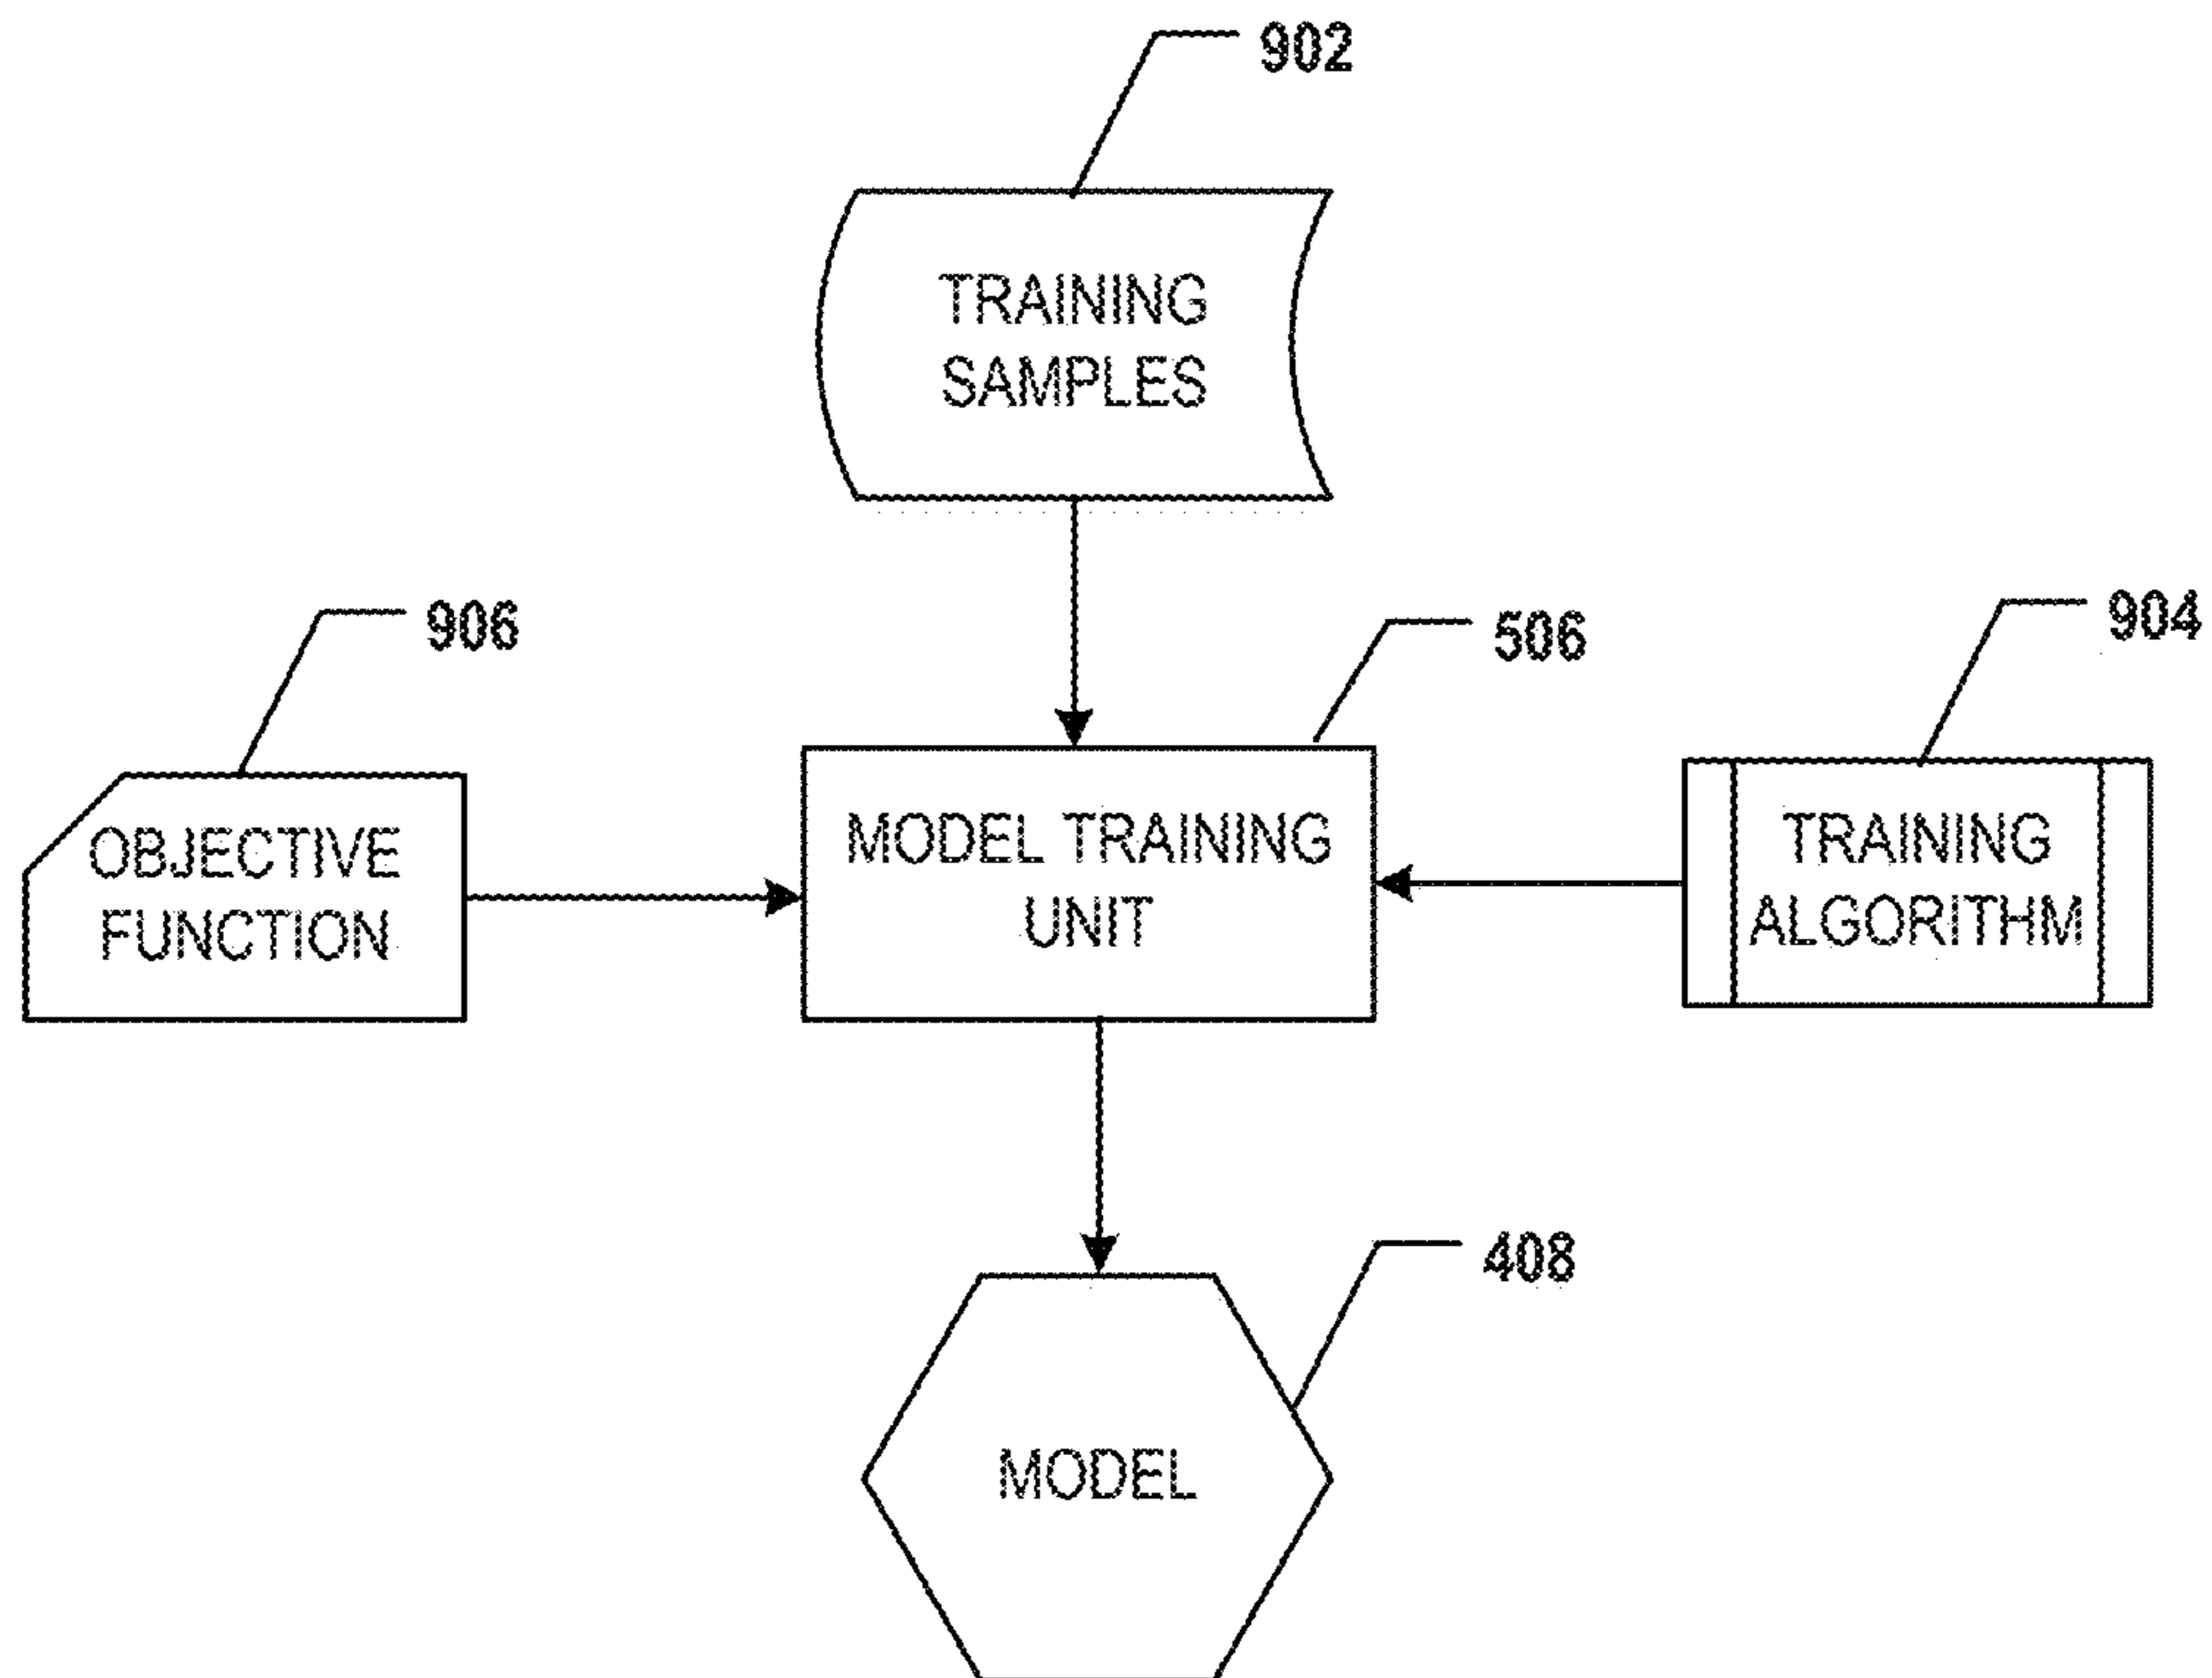 902
TRAINING
SAMPLES
906
506
904
OBJECTIVE
FUNCTION
MODEL TRAINING
UNIT
TRAINING
ALGORITHM
408
MODEL